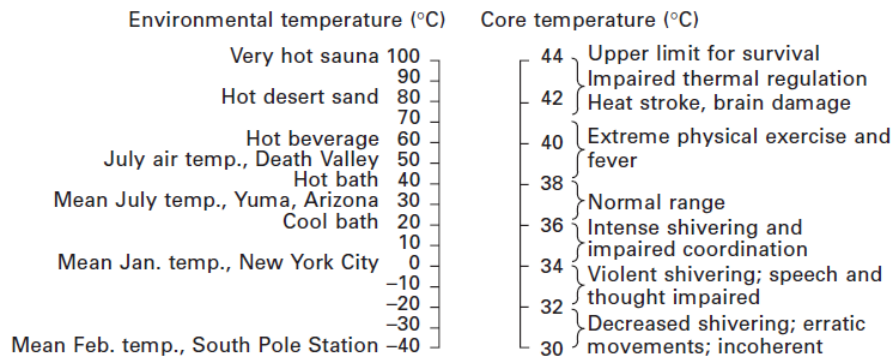 Environmental temperature (°C)
Very hot sauna 100
90
Hot desert sand 80
70
Hot beverage 60
July air temp., Death Valley 50
Hot bath 40
Mean July temp., Yuma, Arizona 30
Cool bath 20
10
Mean Jan. temp., New York City 0
–10
–20
–30
Mean Feb. temp., South Pole Station –40
Core temperature (°C)
44 Upper limit for survival
Impaired thermal regulation
42 Heat stroke, brain damage
40 Extreme physical exercise and
fever
38
Normal range
36 Intense shivering and
impaired coordination
34 Violent shivering; speech and
thought impaired
32
Decreased shivering; erratic
30 movements; incoherent